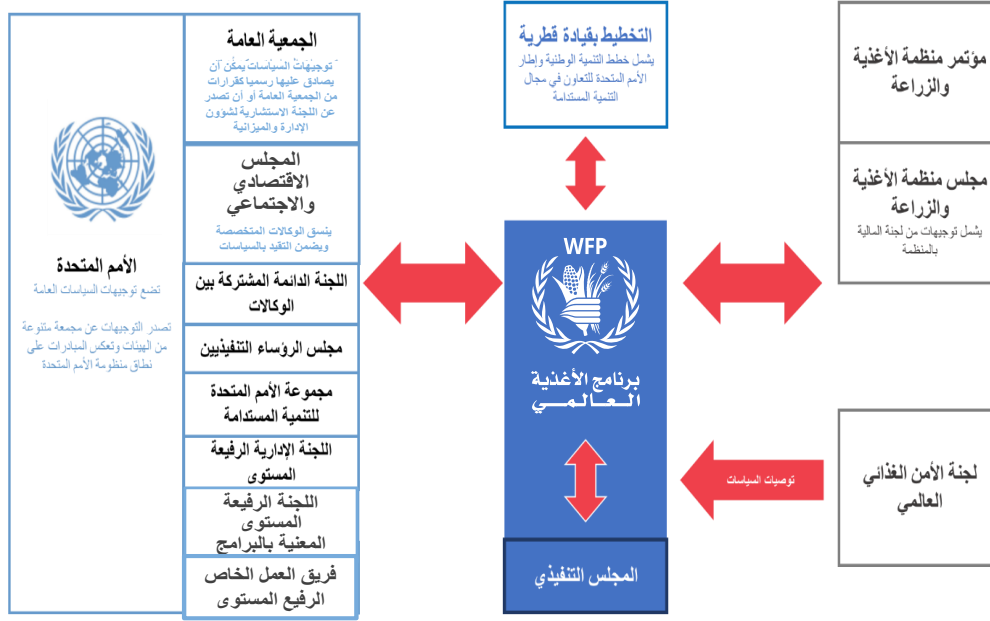 الجمعية العامة
توجيهات السياسات يمكن أن
يصادق عليها رسميا كقرارات
من الجمعية العامة أو أن تصدر
عن اللجنة الاستشارية لشؤون
الإدارة والميزانية
المجلس
الاقتصادي
والاجتماعي
ينسق الوكالات المتخصصة
ويضمن التقيد بالسياسات
اللجنة الدائمة المشتركة بين
الوكالات
مجلس الرؤساء التنفيذيين
مجموعة الأمم المتحدة
للتنمية المستدامة
اللجنة الإدارية الرفيعة
المستوى
اللجنة الرفيعة
المستوى
المعنية بالبرامج
فريق العمل الخاص
الرفيع المستوى
الأمم المتحدة
تضع توجيهات السياسات العامة
تصدر التوجيهات عن مجمعة متنوعة
من الهيئات وتعكس المبادرات على
نطاق منظومة الأمم المتحدة
التخطيط بقيادة قطرية
يشمل خطط التنمية الوطنية وإطار
الأمم المتحدة للتعاون في مجال
التنمية المستدامة
WFP
برنامج الأغذية
العالمي
المجلس التنفيذي
مؤتمر منظمة الأغذية
والزراعة
مجلس منظمة الأغذية
والزراعة
يشمل توجيهات من لجنة المالية
بالمنظمة
توصيات السياسات
لجنة الأمن الغذائي
العالمي